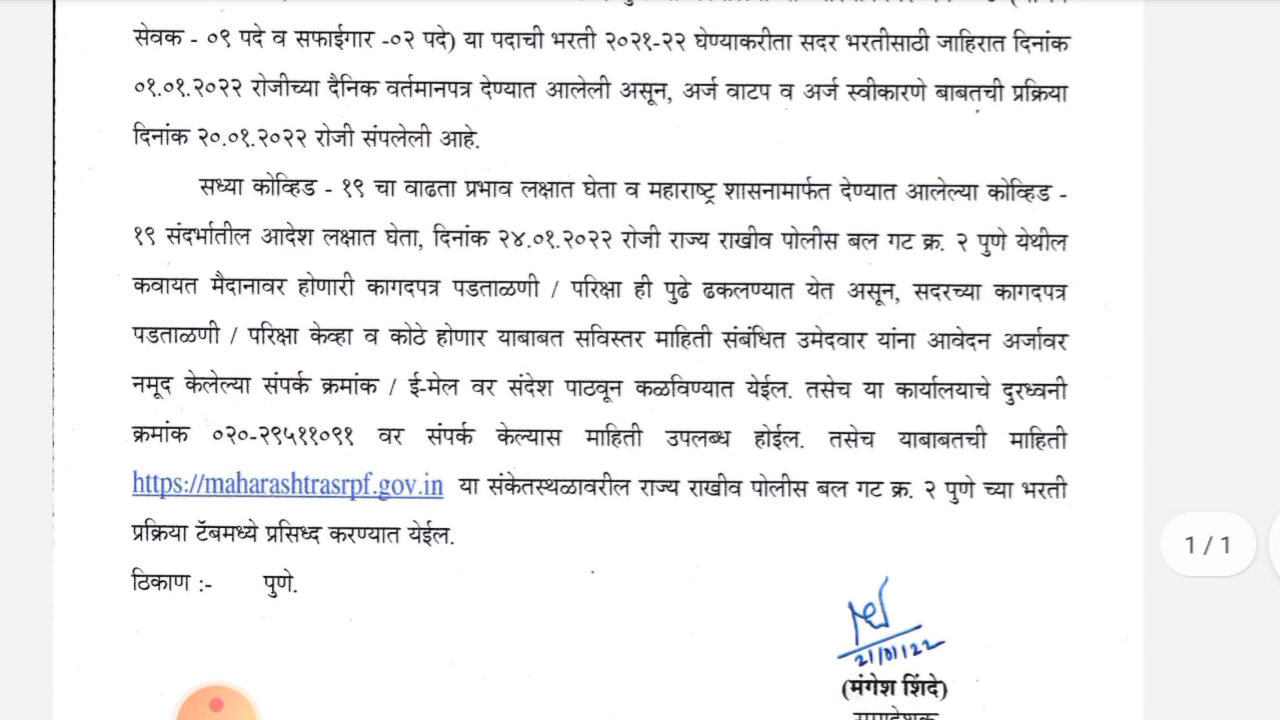 सेवक - ०९ पदे व सफाईगार -०२ पदे) या पदाची भरती २०२१-२२ घेण्याकरीता सदर भरतीसाठी जाहिरात दिनांक
०१.०१.२०२२ रोजीच्या दैनिक वर्तमानपत्र देण्यात आलेली असून, अर्ज वाटप व अर्ज स्वीकारणे बाबतची प्रक्रिया
दिनांक २०.०१.२०२२ रोजी संपलेली आहे.
सध्या कोव्हिड - १९ चा वाढता प्रभाव लक्षात घेता व महाराष्ट्र शासनामार्फत देण्यात आलेल्या कोव्हिड -
१९ संदर्भातील आदेश लक्षात घेता, दिनांक २४.०१.२०२२ रोजी राज्य राखीव पोलीस बल गट क्र. २ पुणे येथील
कवायत मैदानावर होणारी कागदपत्र पडताळणी / परिक्षा ही पुढे ढकलण्यात येत असून, सदरच्या कागदपत्र
पडताळणी / परिक्षा केव्हा व कोठे होणार याबाबत सविस्तर माहिती संबंधित उमेदवार यांना आवेदन अर्जावर
नमूद केलेल्या संपर्क क्रमांक / ई-मेल वर संदेश पाठवून कळविण्यात येईल. तसेच या कार्यालयाचे दुरध्वनी
क्रमांक ०२०-२९५११०९१ वर संपर्क केल्यास माहिती उपलब्ध होईल. तसेच याबाबतची माहिती
https://maharashtrasrpf.gov.in या संकेतस्थळावरील राज्य राखीव पोलीस बल गट क्र. २ पुणे च्या भरती
प्रक्रिया टॅबमध्ये प्रसिध्द करण्यात येईल.
ठिकाण :- पुणे.
1 / 1
21/01/22
(मंगेश शिंदे)